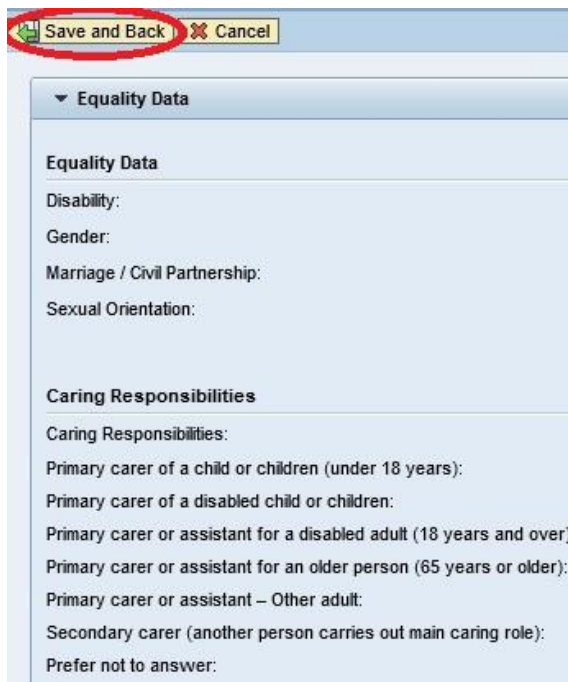 Save and Back Cancel
Equality Data
Equality Data
Disability:
Gender:
Marriage / Civil Partnership:
Sexual Orientation:
Caring Responsibilities
Caring Responsibilities:
Primary carer of a child or children (under 18 years):
Primary carer of a disabled child or children:
Primary carer or assistant for a disabled adult (18 years and over)
Primary carer or assistant for an older person (65 years or older):
Primary carer or assistant – Other adult:
Secondary carer (another person carries out main caring role):
Prefer not to answer: